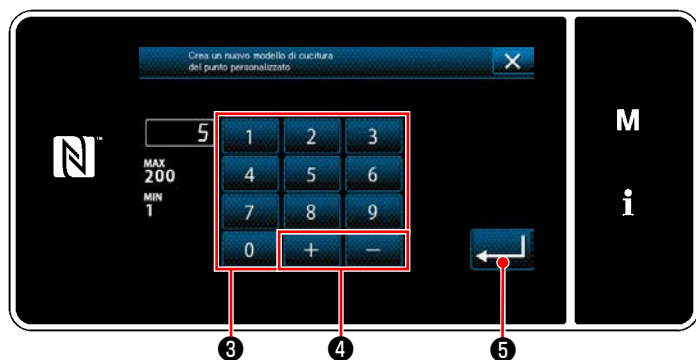 Crea un nuovo modello di cucitura
del punto personalizzato
5
MAX
200
MIN
1
1 2 3
4 5 6
7 8 9
0 + −
M
i
❸ ❹ ❺